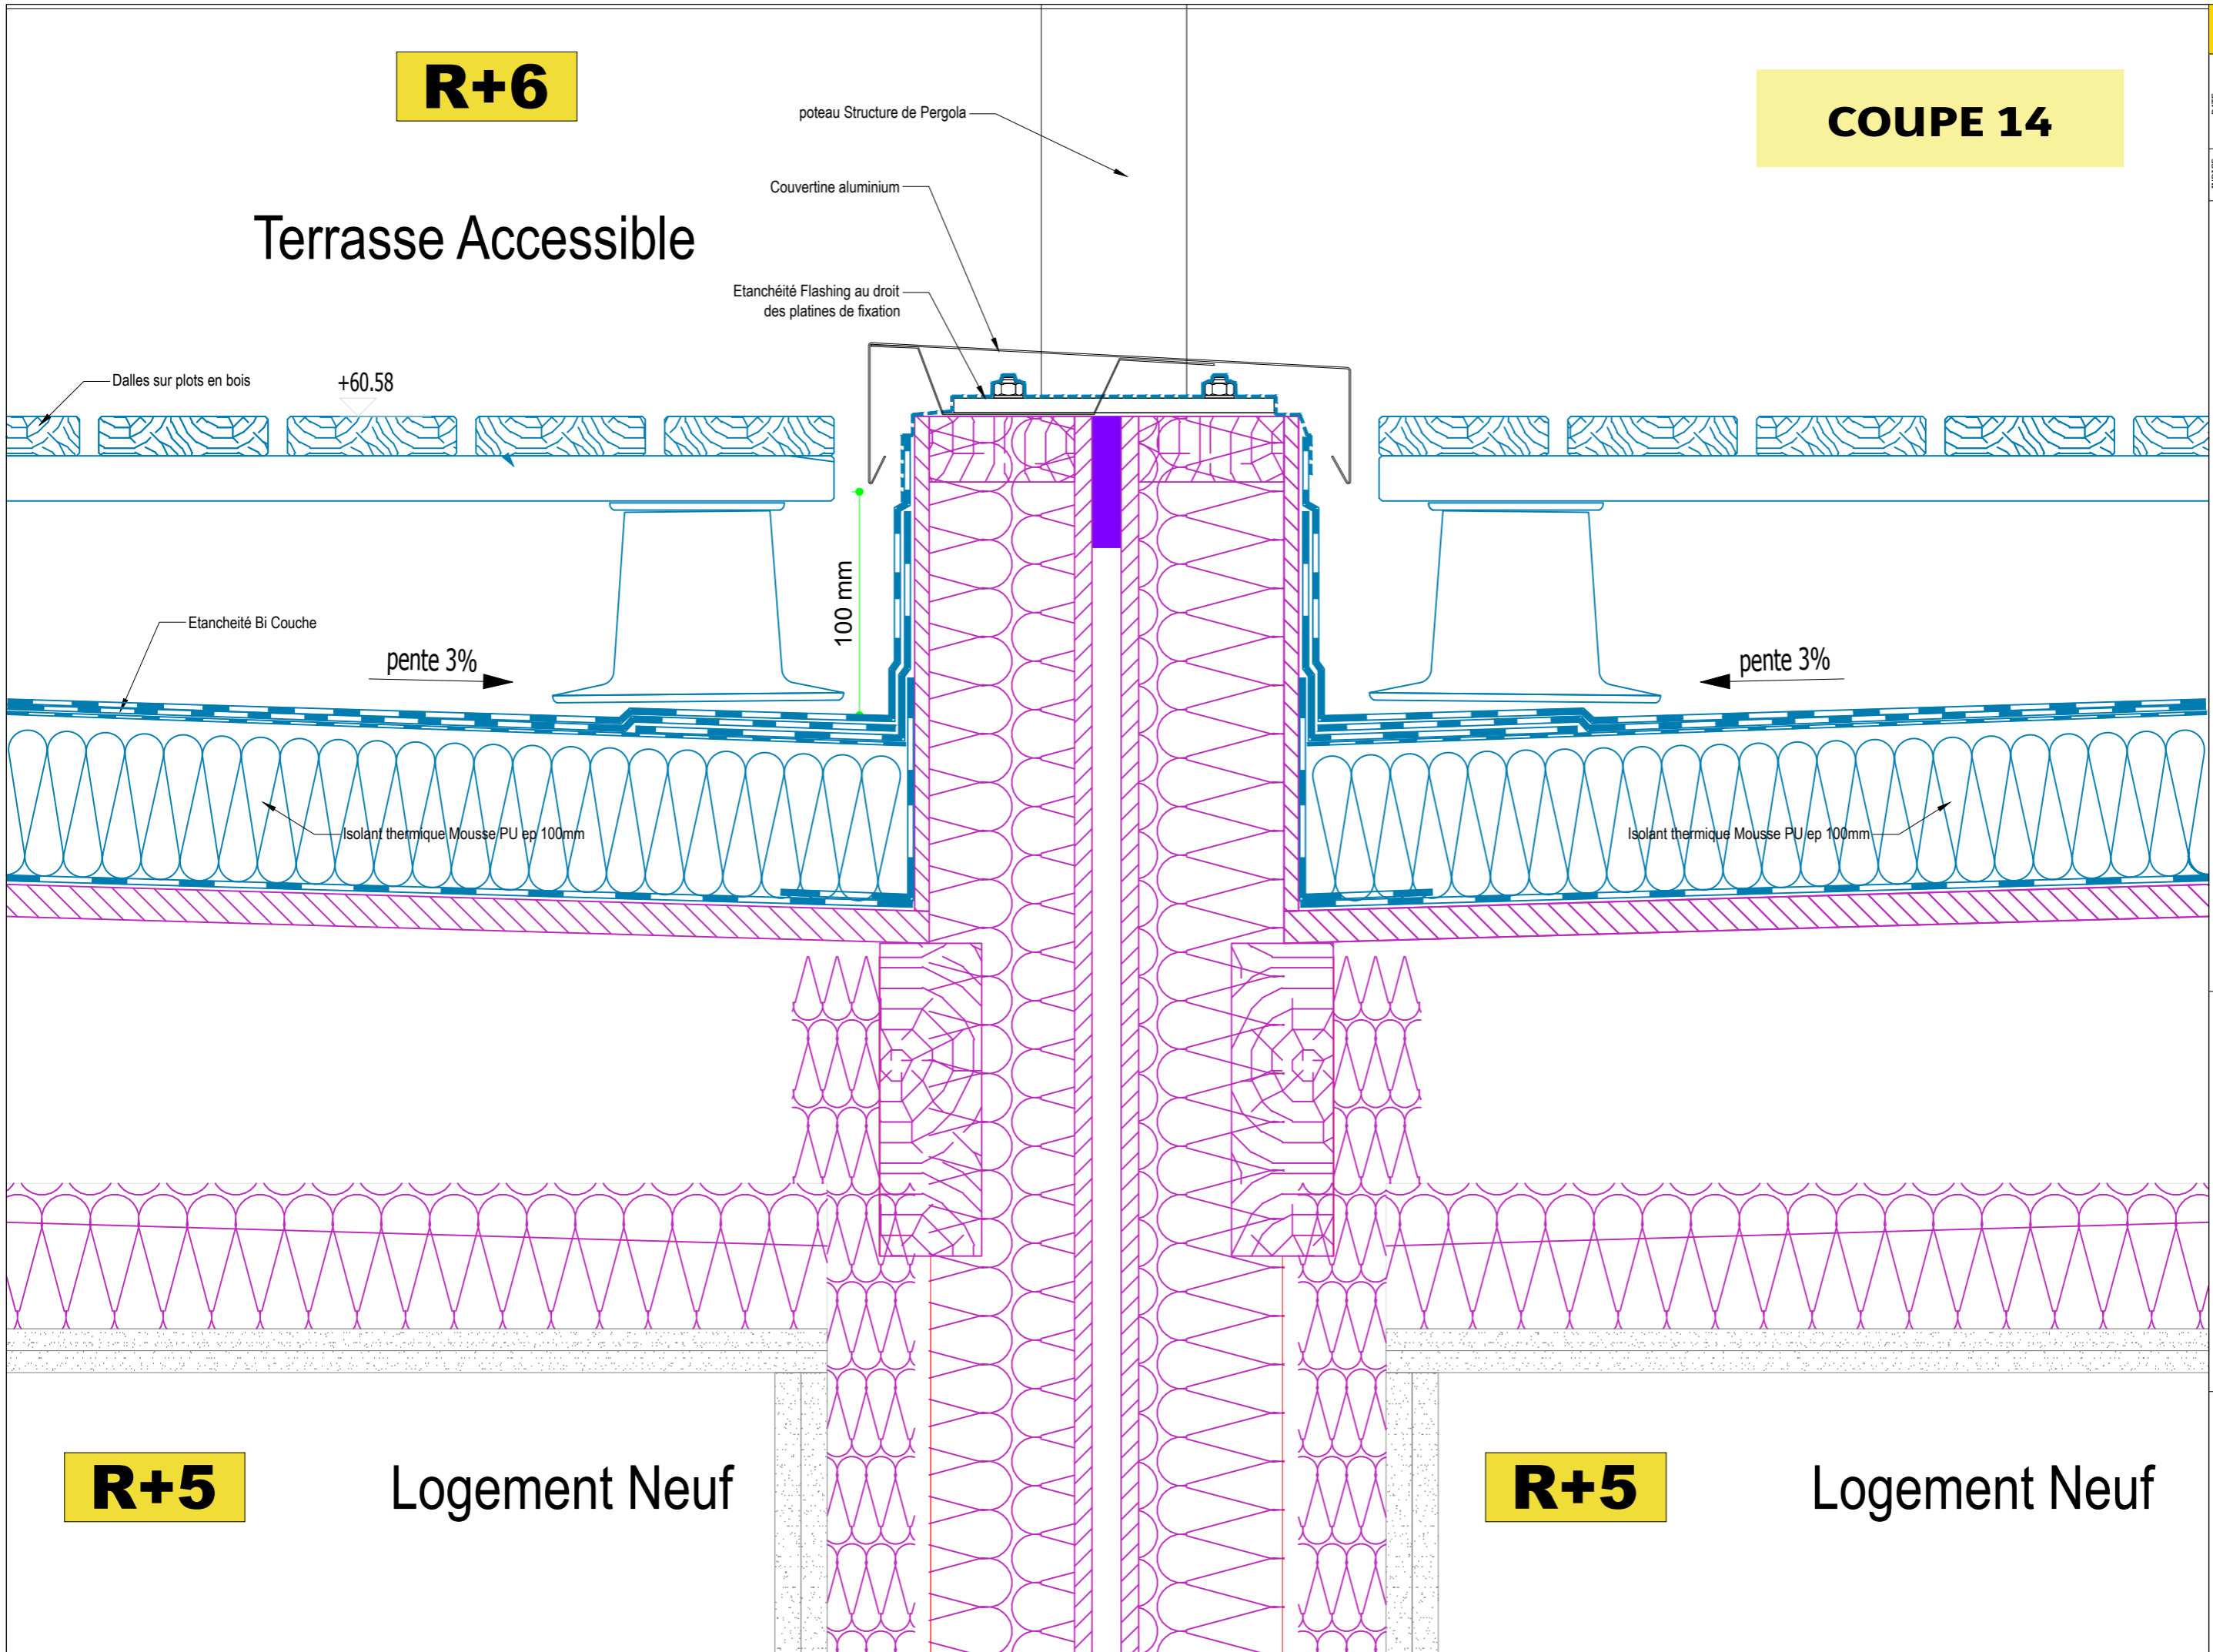 R+6
COUPE 14
poteau Structure de Pergola
Couvertine aluminium
Terrasse Accessible
Etanchéité Flashing au droit
des platines de fixation
Dalles sur plots en bois
+60.58
100 mm
Etancheité Bi Couche
pente 3%
pente 3%
Isolant thermique Mousse PU ep 100mm
Isolant thermique Mousse PU ep 100mm
R+5
Logement Neuf
R+5
Logement Neuf